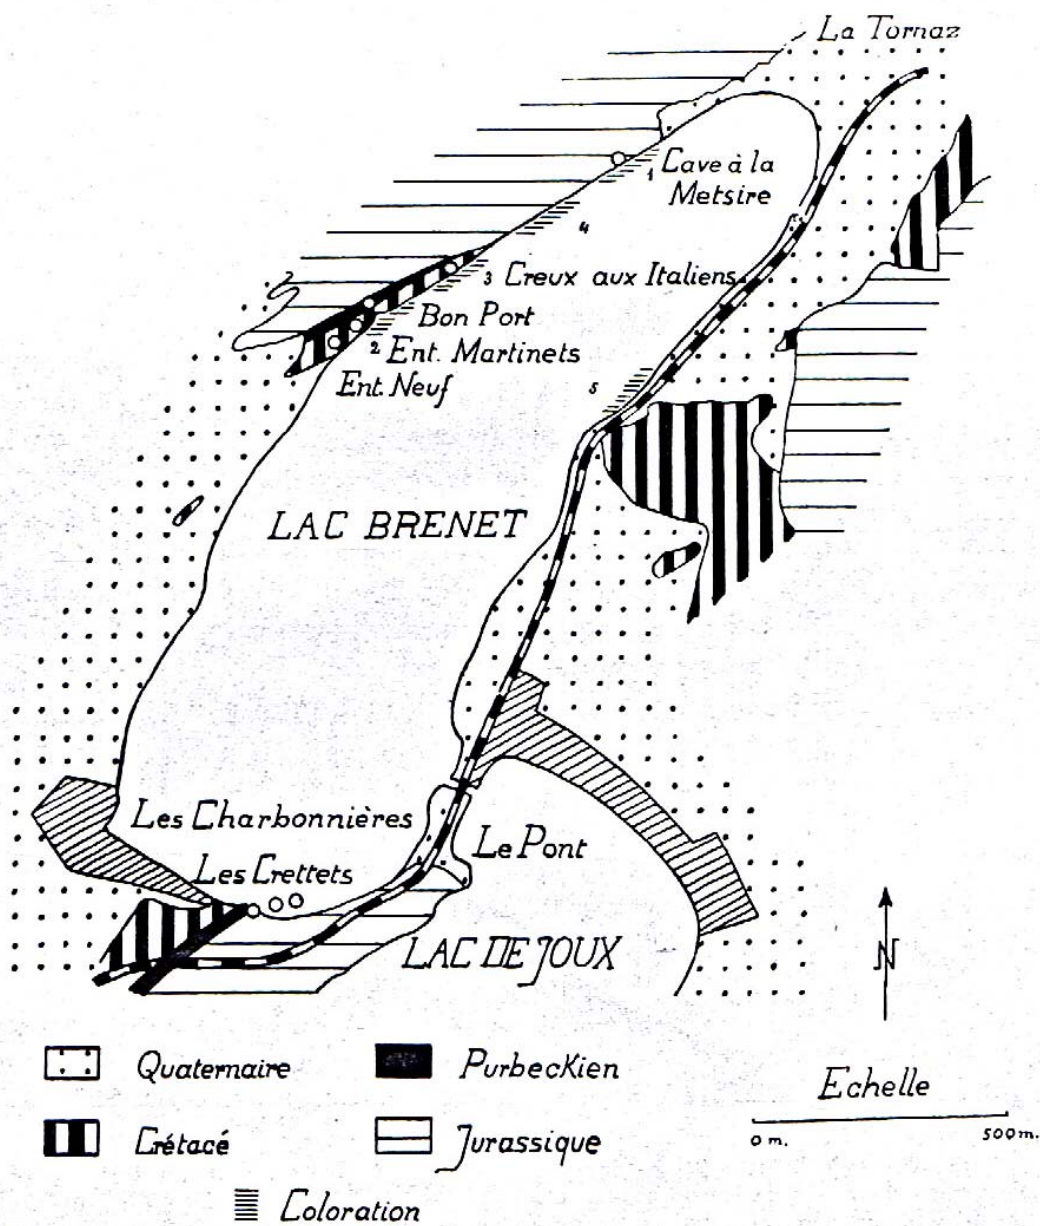 La Tornaz
1 Cave à la
Metsire
4
3 Creux aux Italiens
Bon Port
2 Ent. Martinets
Ent. Neuf
5
LAC BRENET
Les Charbonnières
Le Pont
Les Crettets
LAC DE JOUX
N
Quaternaire
Purbeckien
Echelle
Crétacé
Jurassique
0 m.
500 m.
Coloration